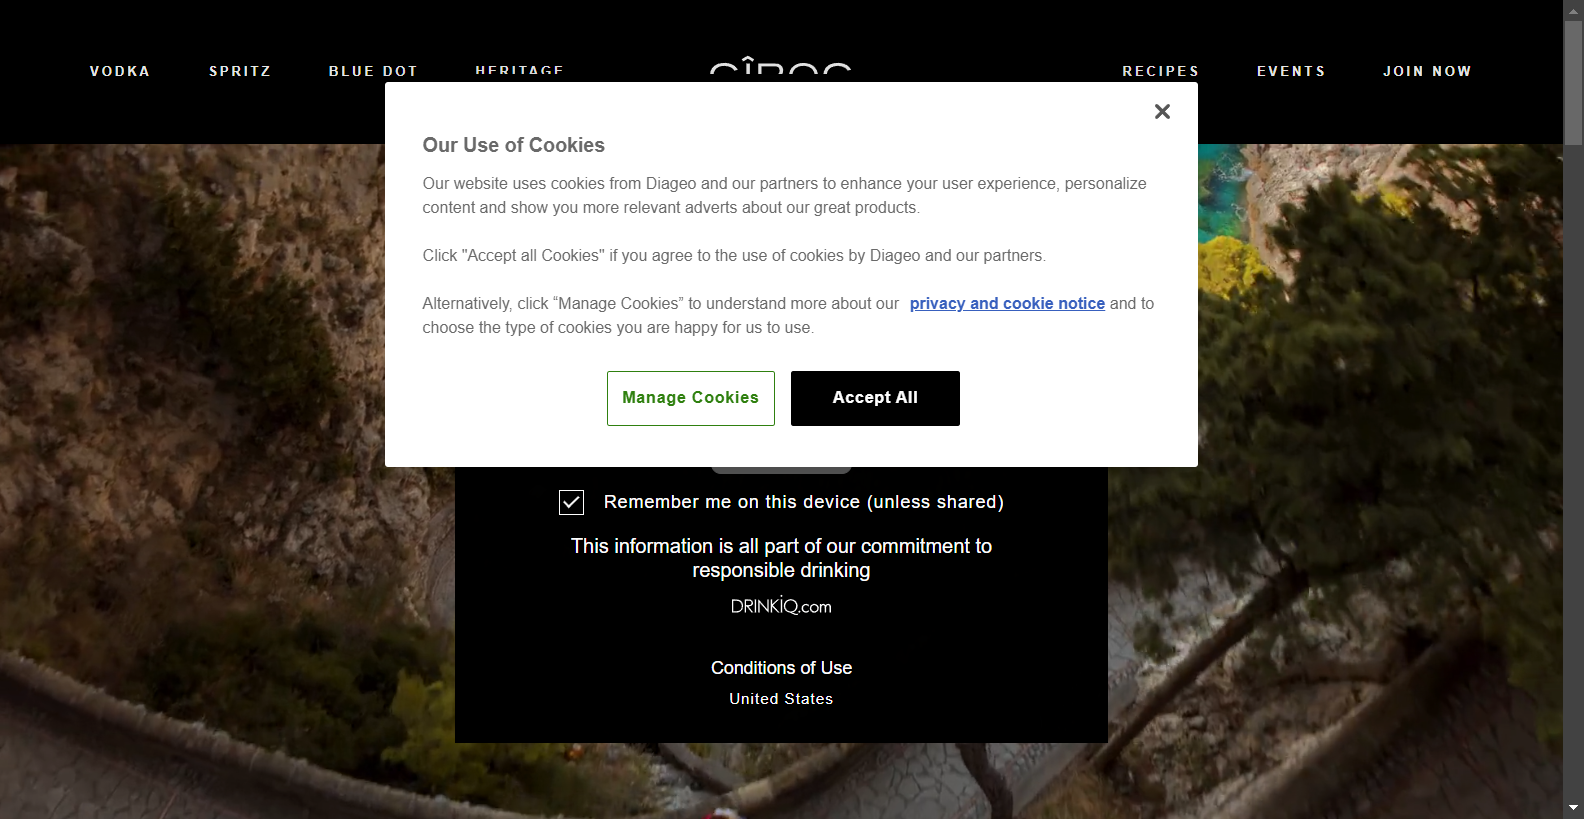 VODKA
SPRITZ
BLUE DOT
HERITAGE
CÎROC
RECIPES
EVENTS
JOIN NOW
Our Use of Cookies
Our website uses cookies from Diageo and our partners to enhance your user experience, personalize
content and show you more relevant adverts about our great products.
Click "Accept all Cookies" if you agree to the use of cookies by Diageo and our partners.
Alternatively, click “Manage Cookies” to understand more about our privacy and cookie notice and to
choose the type of cookies you are happy for us to use.
Manage Cookies
Accept All
Remember me on this device (unless shared)
This information is all part of our commitment to
responsible drinking
DRINKiQ.com
Conditions of Use
United States